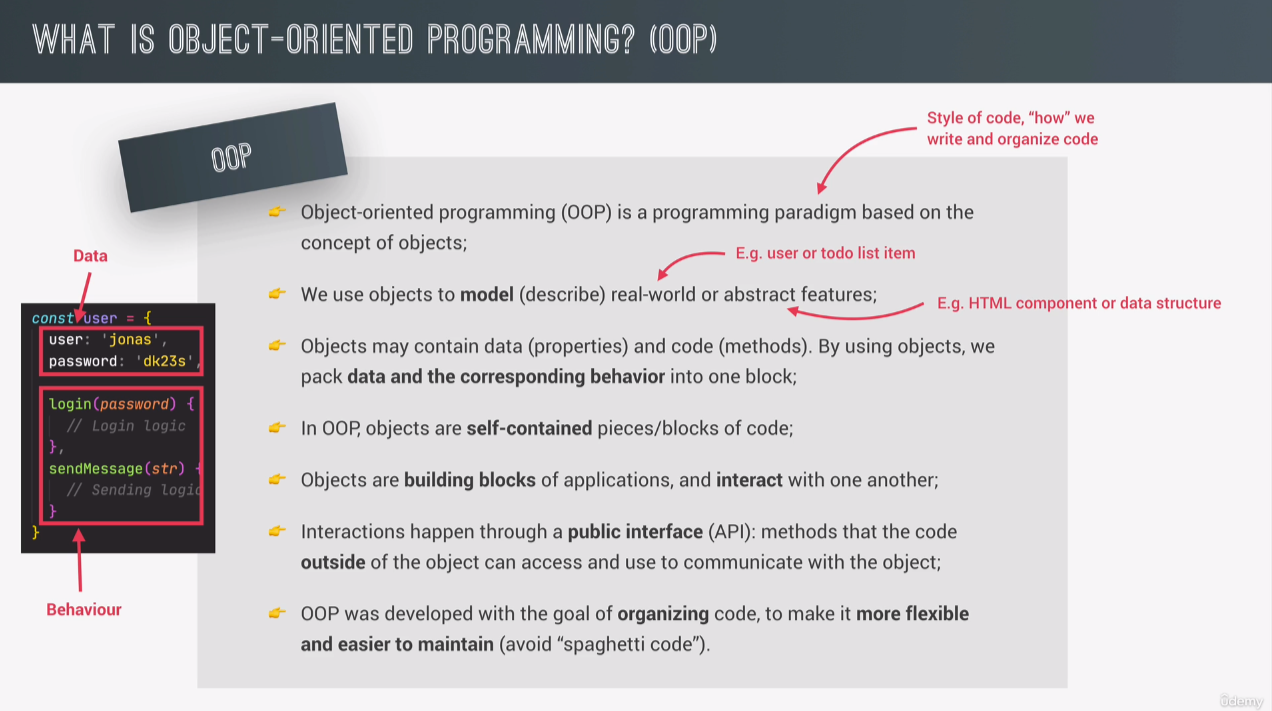 WHAT IS OBJECT-ORIENTED PROGRAMMING? (OOP)
OOP
Style of code, “how” we
write and organize code
Object-oriented programming (OOP) is a programming paradigm based on the
concept of objects;
E.g. user or todo list item
We use objects to model (describe) real-world or abstract features;
E.g. HTML component or data structure
Objects may contain data (properties) and code (methods). By using objects, we
pack data and the corresponding behavior into one block;
In OOP, objects are self-contained pieces/blocks of code;
Objects are building blocks of applications, and interact with one another;
Interactions happen through a public interface (API): methods that the code
outside of the object can access and use to communicate with the object;
OOP was developed with the goal of organizing code, to make it more flexible
and easier to maintain (avoid “spaghetti code”).
Data
const user = {
user: 'jonas',
password: 'dk23s',
login(password) {
// Login logic
},
sendMessage(str) {
// Sending logic
}
}
Behaviour
ûdemy